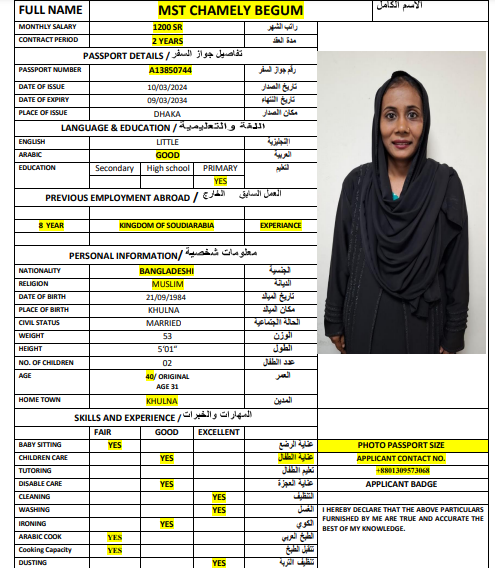 FULL NAME MST CHAMELY BEGUM الاسم الكامل
MONTHLY SALARY 1200 SR راتب الشهر
CONTRACT PERIOD 2 YEARS مدة العقد
PASSPORT DETAILS / تفاصيل جواز السفر
PASSPORT NUMBER A13850744 رقم جواز السفر
DATE OF ISSUE 10/03/2024 تاريخ الصدار
DATE OF EXPIRY 09/03/2034 تاريخ النتهاء
PLACE OF ISSUE DHAKA مكان الصدار
LANGUAGE & EDUCATION / اللغة والتعليمية
ENGLISH LITTLE النجليزية
ARABIC GOOD العربية
EDUCATION Secondary High school PRIMARY لتعليم
YES
PREVIOUS EMPLOYMENT ABROAD / العمل السابق الخارج
8 YEAR KINGDOM OF SOUDIARABIA EXPERIANCE
PERSONAL INFORMATION/ معلومات شخصية
NATIONALITY BANGLADESHI الجنسية
RELIGION MUSLIM الديانة
DATE OF BIRTH 21/09/1984 تاريخ الميلد
PLACE OF BIRTH KHULNA مكان الميلد
CIVIL STATUS MARRIED الحالة الجتماعية
WEIGHT 53 الوزن
HEIGHT 5'01" الطول
NO. OF CHILDREN 02 عدد الطفال
AGE 40/ ORIGINAL العمر
AGE 31
HOME TOWN KHULNA المدين
SKILLS AND EXPERIENCE / المهارات والخبرات
FAIR GOOD EXCELLENT
BABY SITTING YES عناية الرضع
CHILDREN CARE YES عناية الطفال
TUTORING تعليم الطفال
DISABLE CARE YES عناية العجزة
CLEANING YES التنظيف
WASHING YES الغسل
IRONING YES الكوي
ARABIC COOK YES الطبخ العربي
Cooking Capacity YES
DUSTING YES
PHOTO PASSPORT SIZE
APPLICANT CONTACT NO.
+8801309573068
APPLICANT BADGE
I HEREBY DECLARE THAT THE ABOVE PARTICULARS
FURNISHED BY ME ARE TRUE AND ACCURATE THE
BEST OF MY KNOWLEDGE.